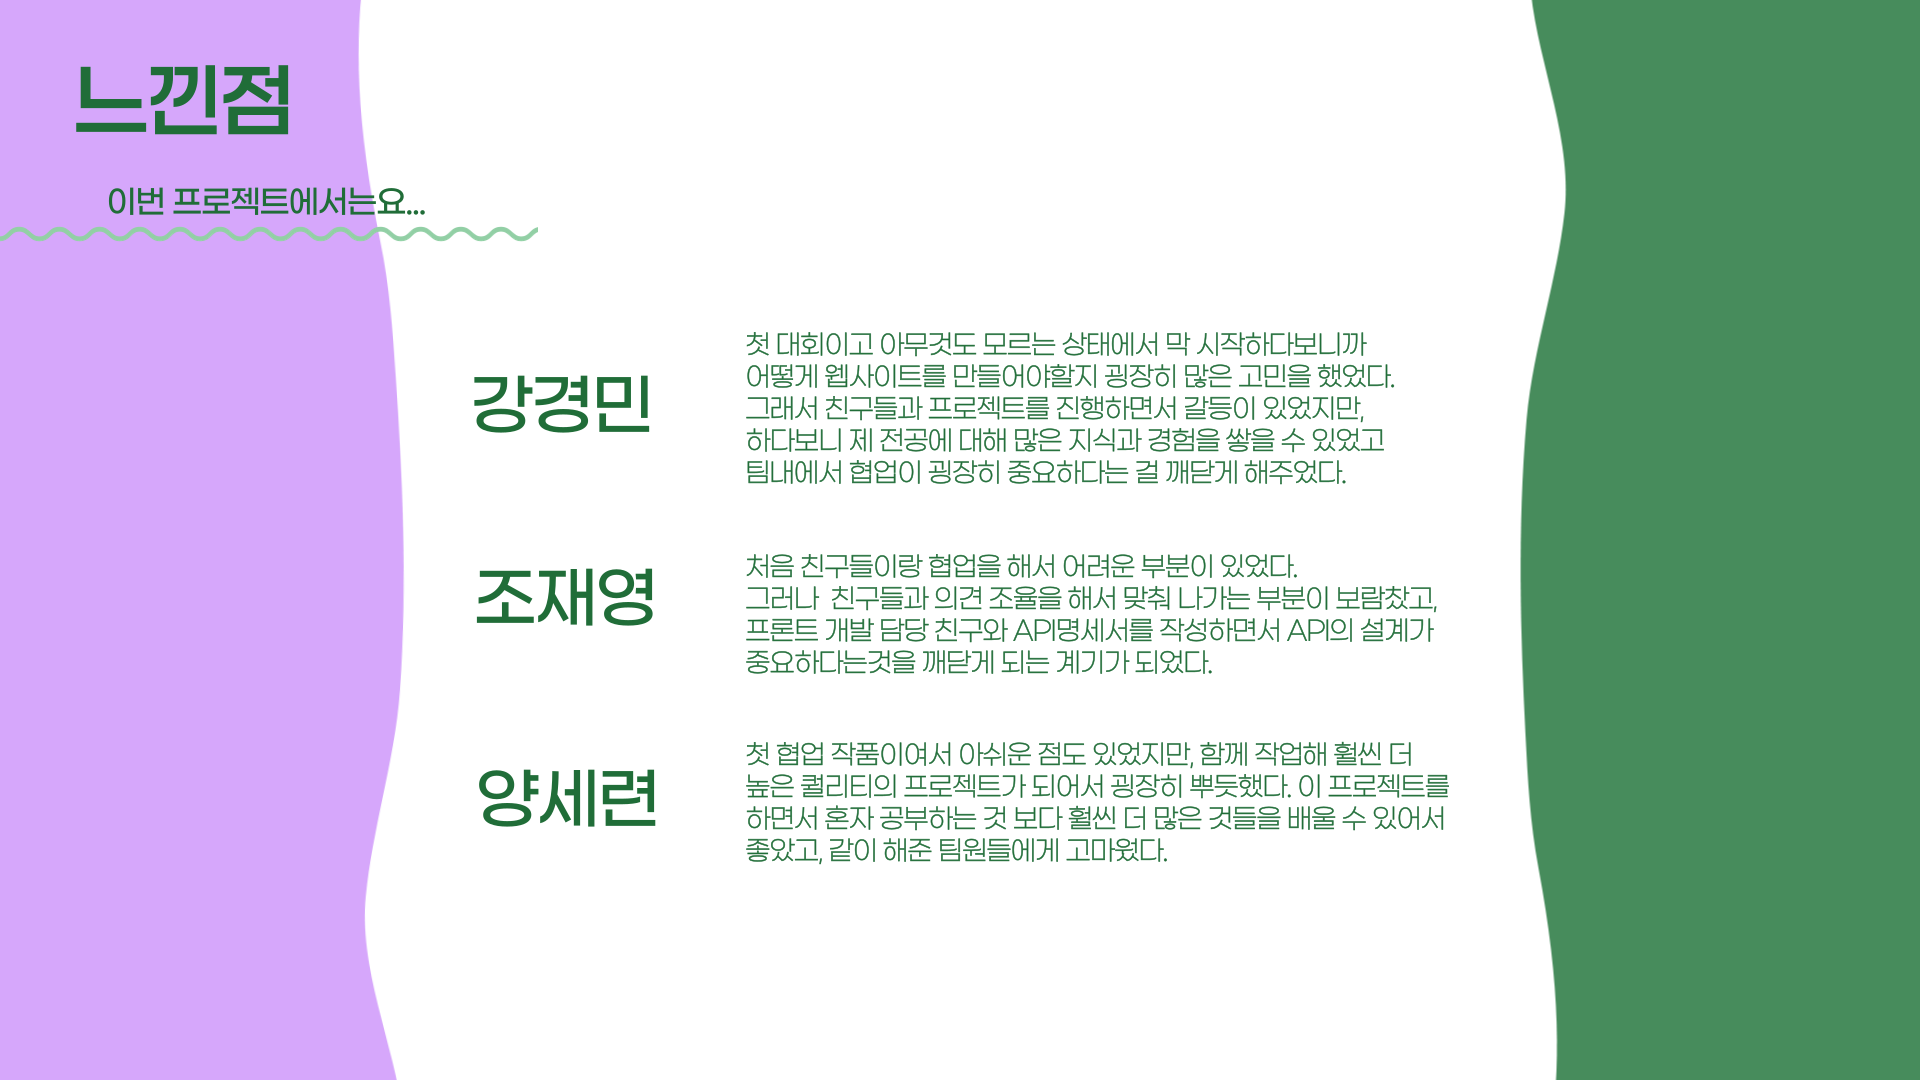 느낀점
이번 프로젝트에서는요...
강경민
첫 대회이고 아무것도 모르는 상태에서 막 시작하다보니까
어떻게 웹사이트를 만들어야할지 굉장히 많은 고민을 했었다.
그래서 친구들과 프로젝트를 진행하면서 갈등이 있었지만,
하다보니 제 전공에 대해 많은 지식과 경험을 쌓을 수 있었고
팀내에서 협업이 굉장히 중요하다는 걸 깨닫게 해주었다.
조재영
처음 친구들이랑 협업을 해서 어려운 부분이 있었다.
그러나 친구들과 의견 조율을 해서 맞춰 나가는 부분이 보람찼고,
프론트 개발 담당 친구와 API명세서를 작성하면서 API의 설계가
중요하다는것을 깨닫게 되는 계기가 되었다.
양세련
첫 협업 작품이여서 아쉬운 점도 있었지만, 함께 작업해 훨씬 더
높은 퀄리티의 프로젝트가 되어서 굉장히 뿌듯했다. 이 프로젝트를
하면서 혼자 공부하는 것 보다 훨씬 더 많은 것들을 배울 수 있어서
좋았고, 같이 해준 팀원들에게 고마웠다.